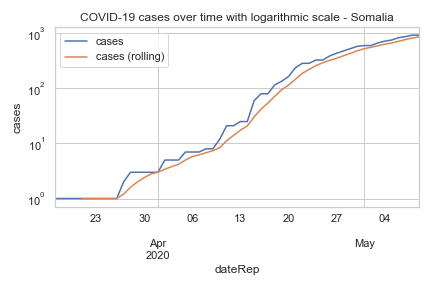 COVID-19 cases over time with logarithmic scale - Somalia
cases
cases (rolling)
10³
10²
10¹
10⁰
cases
23 30 06 13 20 27 04
Apr May
2020
dateRep